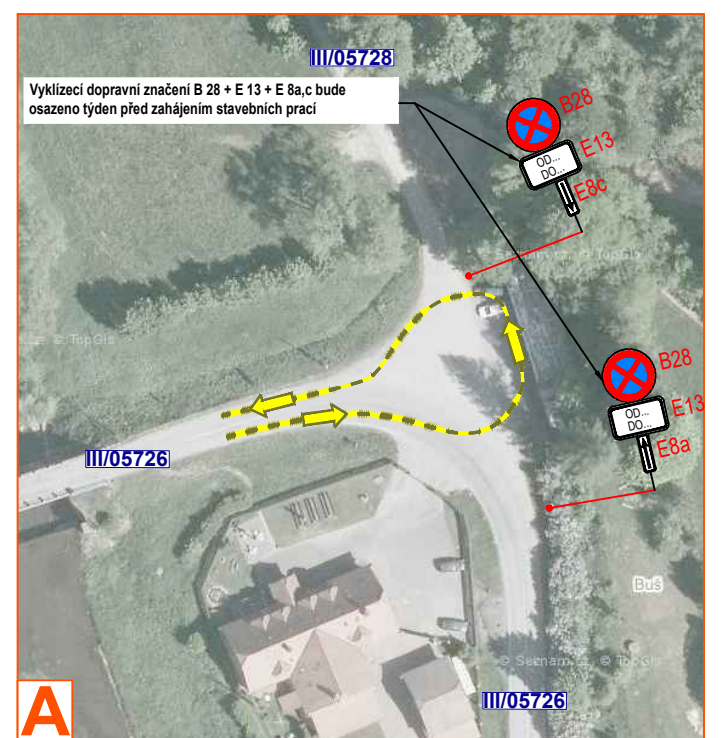 III/05728
Vyklízecí dopravní značení B 28 + E 13 + E 8a,c bude
osazeno týden před zahájením stavebních prací
B28
OD...
DO...
E13
E8c
© TopGis
© TopGis
B28
OD...
DO...
E13
E8a
III/05726
Buš
© Seznam.cz, © TopGis
III/05726
A